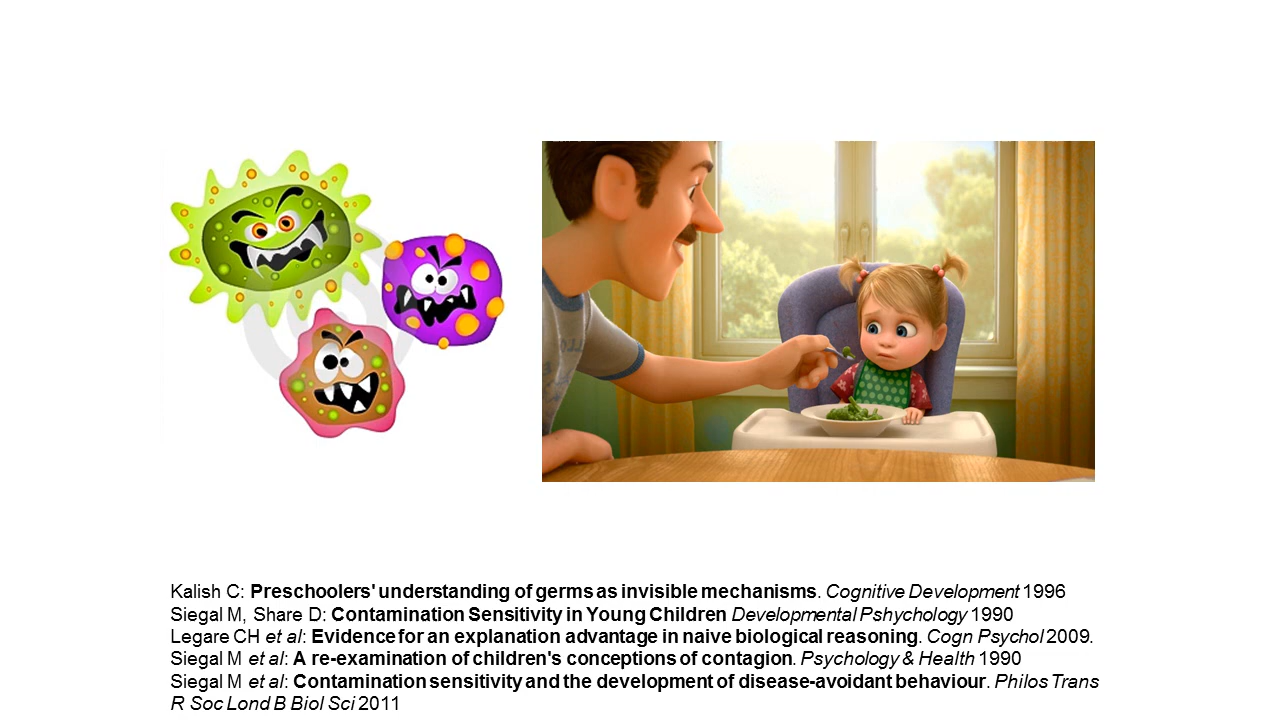 Kalish C: Preschoolers' understanding of germs as invisible mechanisms. Cognitive Development 1996
Siegal M, Share D: Contamination Sensitivity in Young Children Developmental Pshychology 1990
Legare CH et al: Evidence for an explanation advantage in naive biological reasoning. Cogn Psychol 2009.
Siegal M et al: A re-examination of children's conceptions of contagion. Psychology & Health 1990
Siegal M et al: Contamination sensitivity and the development of disease-avoidant behaviour. Philos Trans
R Soc Lond B Biol Sci 2011